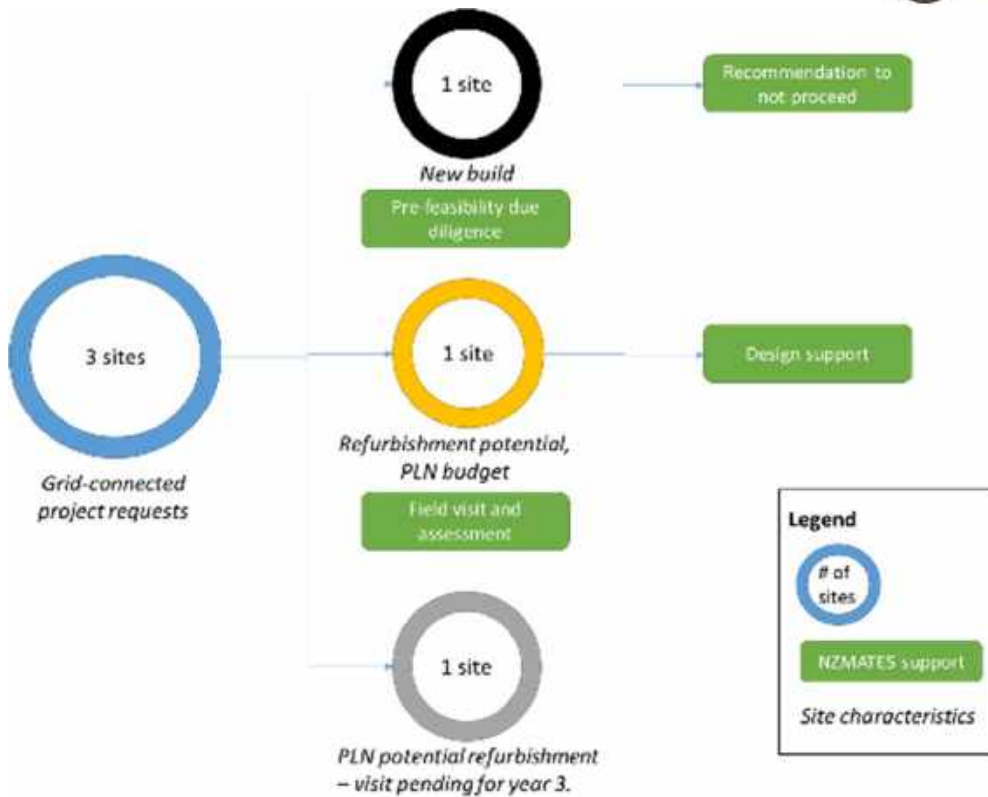 1 site
New build
Pre-feasibility due
diligence
Recommendation to
not proceed
3 sites
Grid-connected
project requests
1 site
Refurbishment potential,
PLN budget
Field visit and
assessment
Design support
1 site
PLN potential refurbishment
– visit pending for year 3.
Legend
# of
sites
NZMATES support
Site characteristics